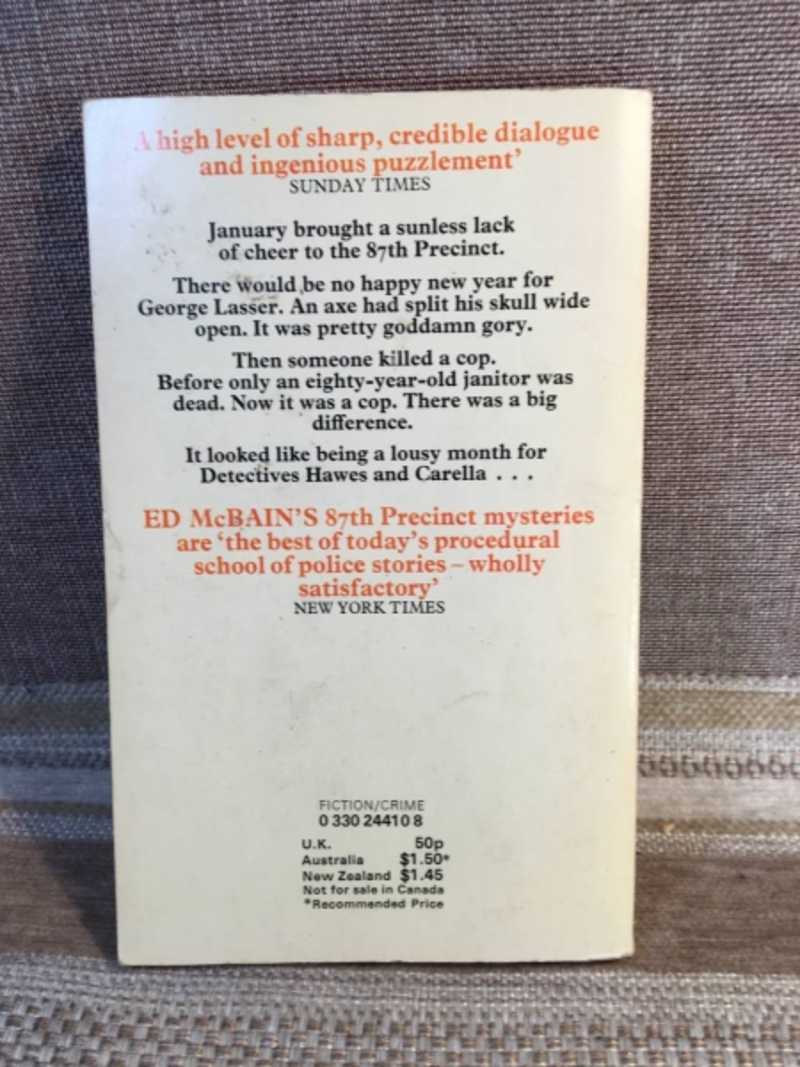 A high level of sharp, credible dialogue
and ingenious puzzlement’
SUNDAY TIMES
January brought a sunless lack
of cheer to the 87th Precinct.
There would be no happy new year for
George Lasser. An axe had split his skull wide
open. It was pretty goddamn gory.
Then someone killed a cop.
Before only an eighty-year-old janitor was
dead. Now it was a cop. There was a big
difference.
It looked like being a lousy month for
Detectives Hawes and Carella . . .
ED McBAIN’S 87th Precinct mysteries
are ‘the best of today’s procedural
school of police stories – wholly
satisfactory’
NEW YORK TIMES
FICTION/CRIME
0 330 24410 8
U.K. 50p
Australia $1.50*
New Zealand $1.45
Not for sale in Canada
*Recommended Price